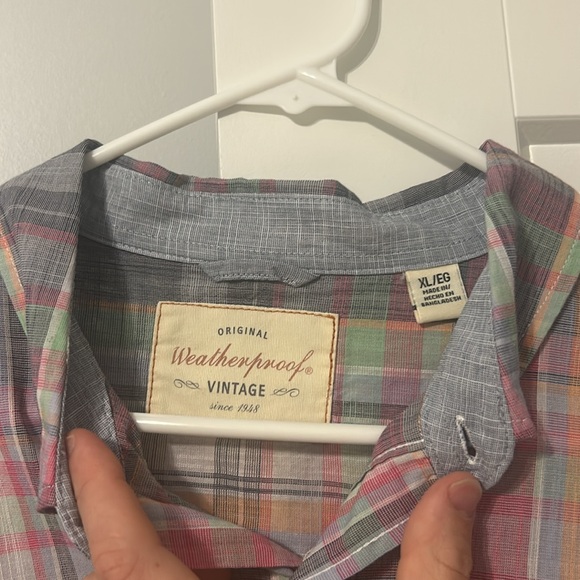 ORIGINAL
Weatherproof®
VINTAGE
since 1948
XL/EG
MADE IN/
HECHO EN
BANGLADESH